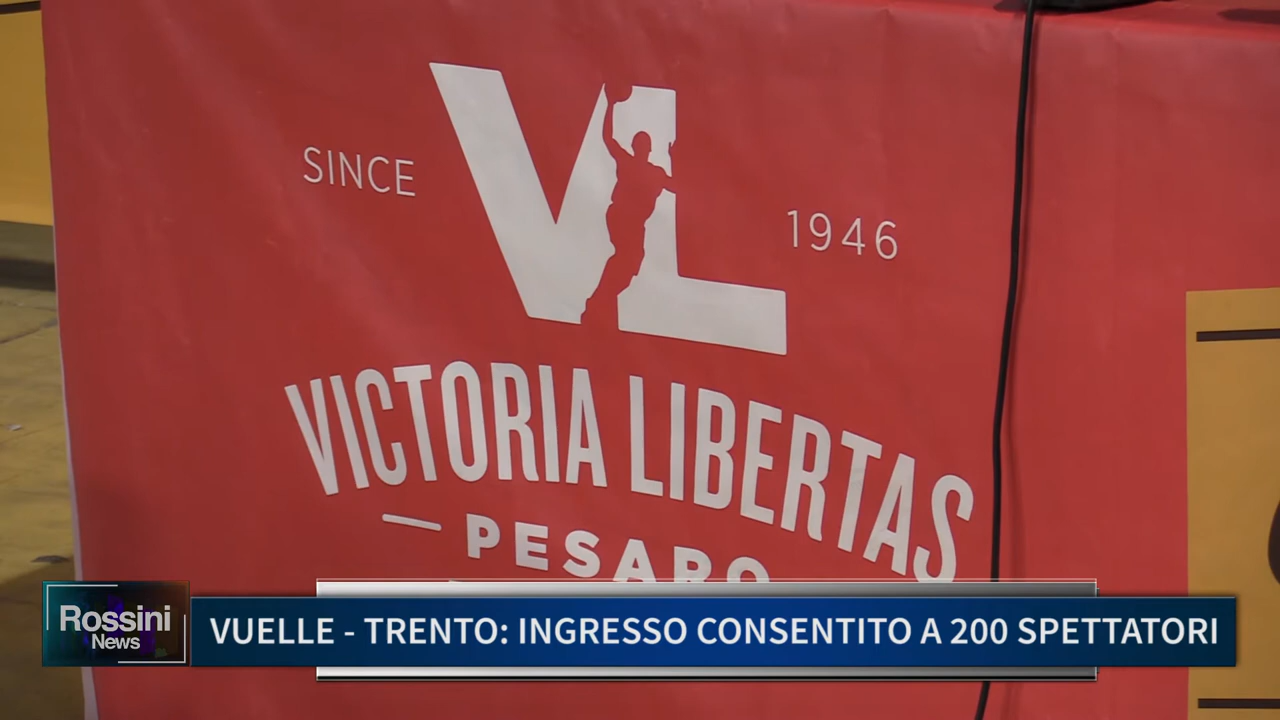 SINCE
VL
1946
VICTORIA LIBERTAS
PESARO
Rossini
News
VUELLE - TRENTO: INGRESSO CONSENTITO A 200 SPETTATORI